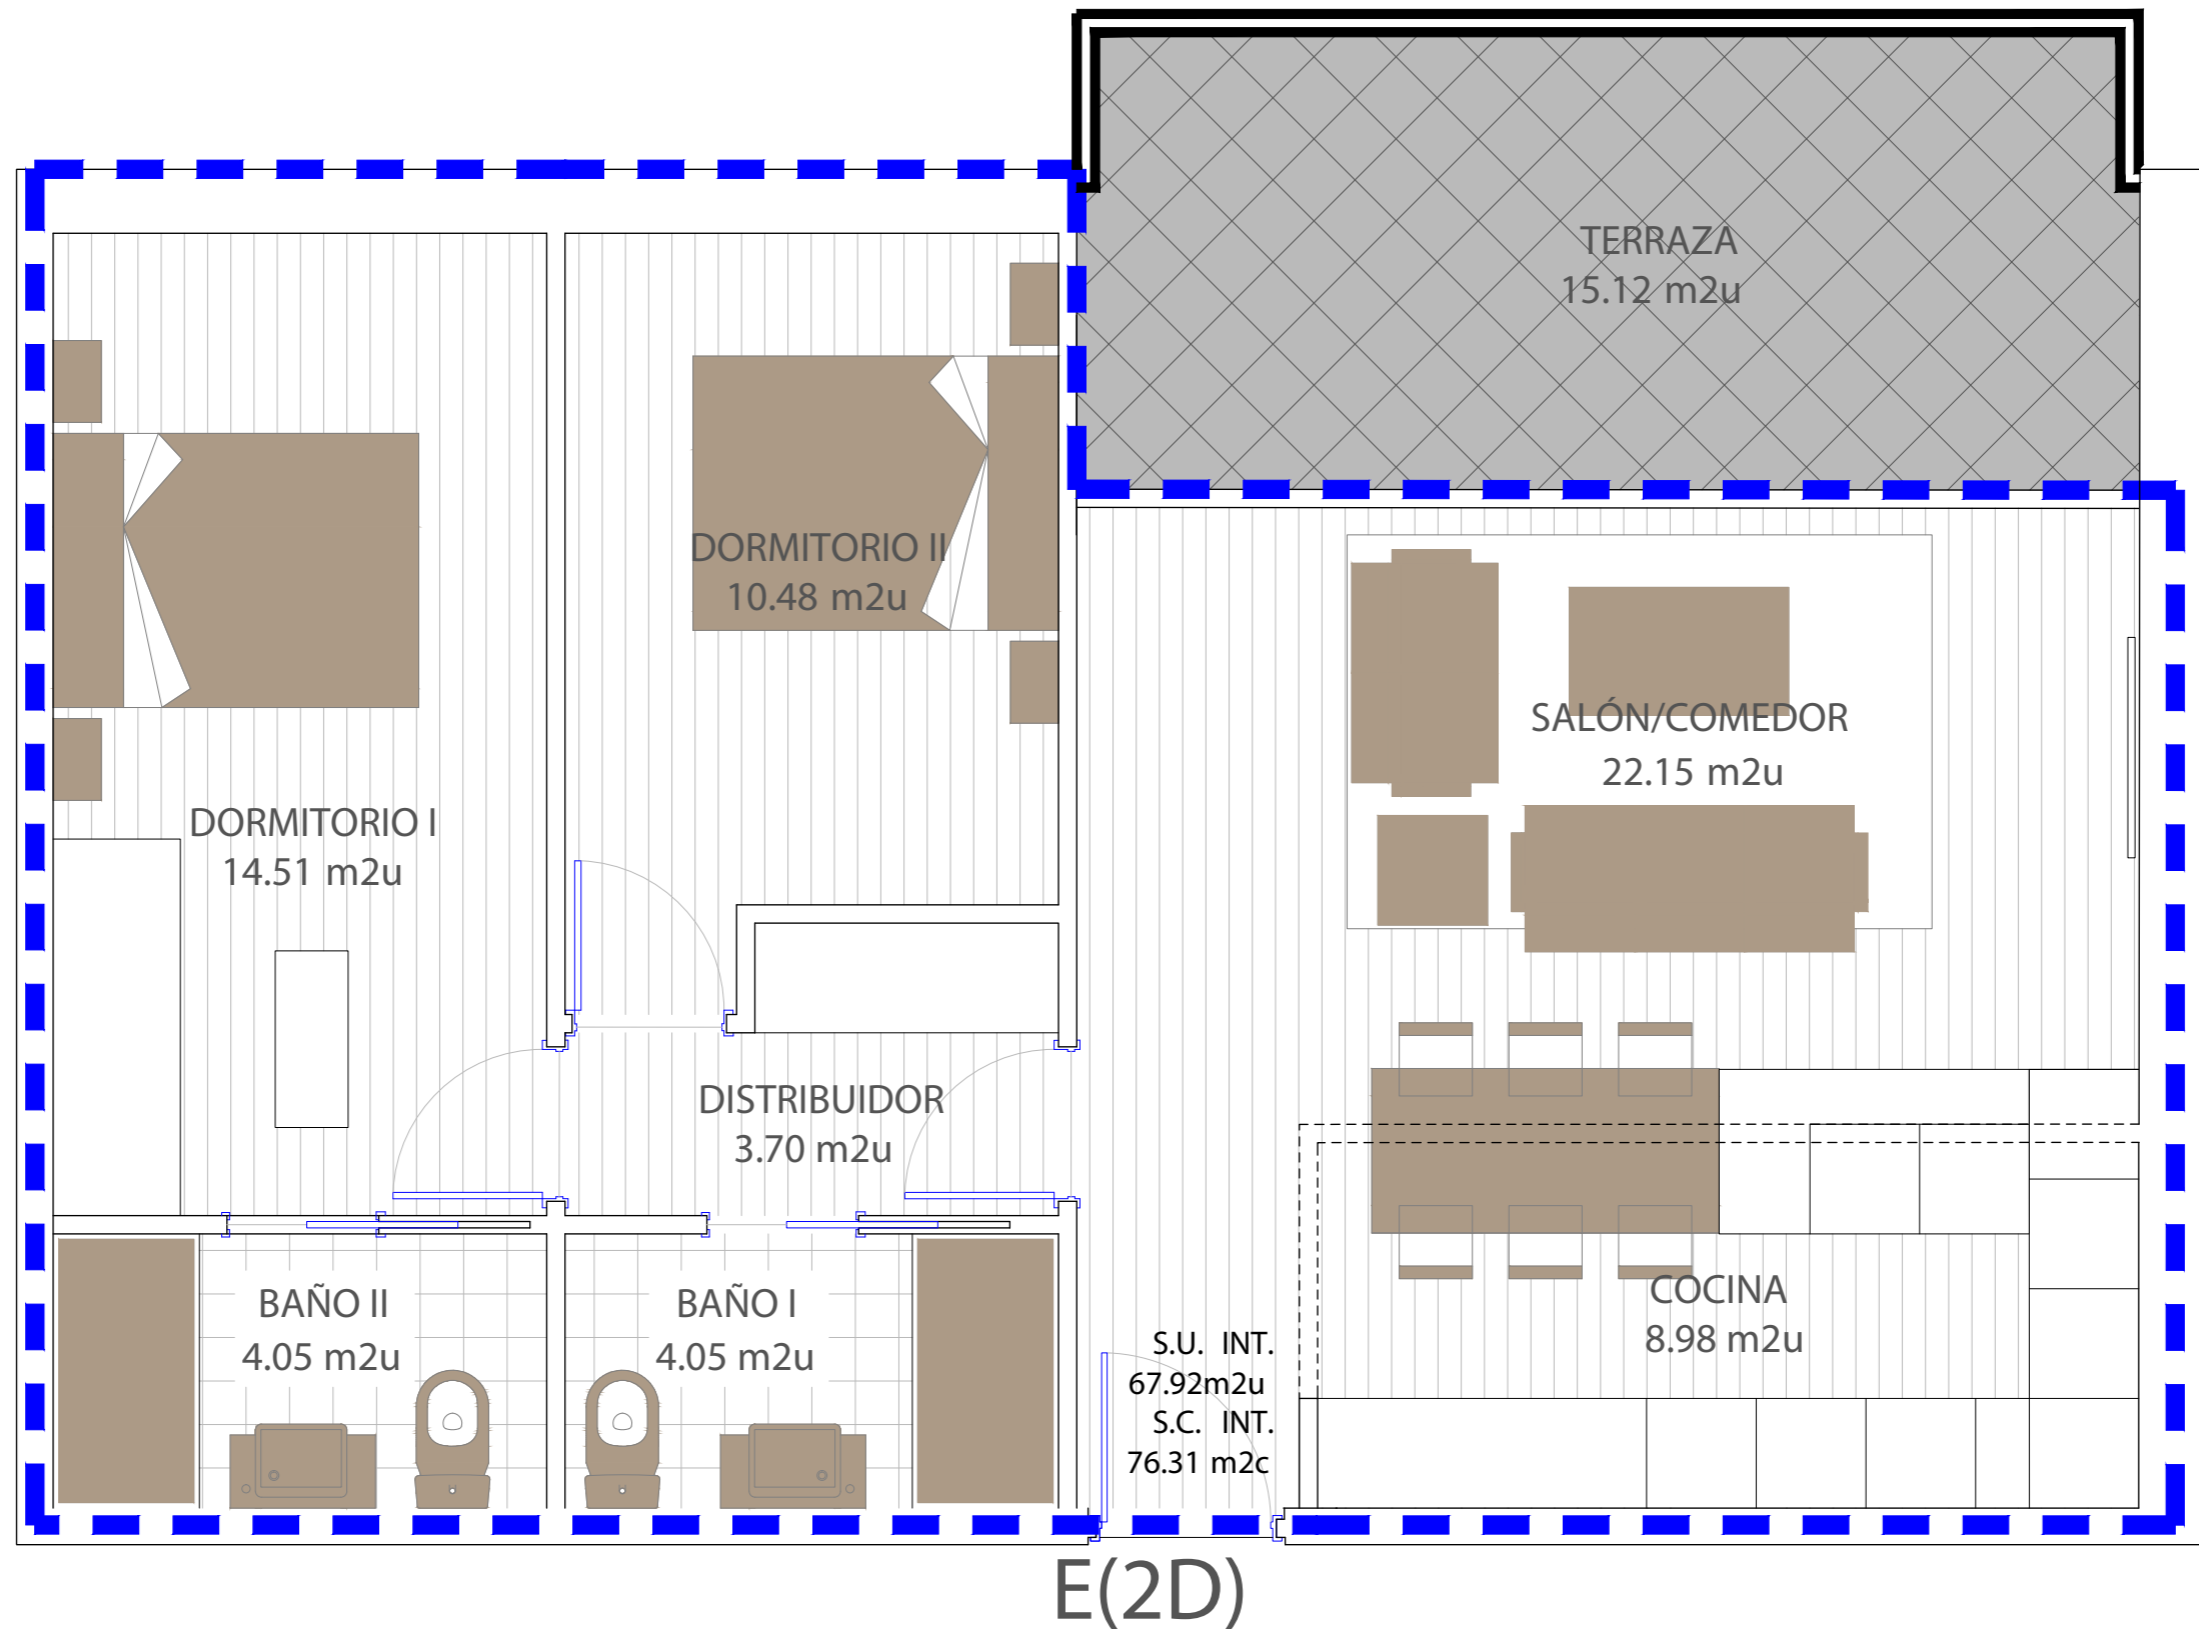 TERRAZA
15.12 m2u
DORMITORIO II
10.48 m2u
SALÓN/COMEDOR
22.15 m2u
DORMITORIO I
14.51 m2u
DISTRIBUIDOR
3.70 m2u
BAÑO II
4.05 m2u
BAÑO I
4.05 m2u
COCINA
8.98 m2u
S.U. INT.
67.92m2u
S.C. INT.
76.31 m2c
E(2D)